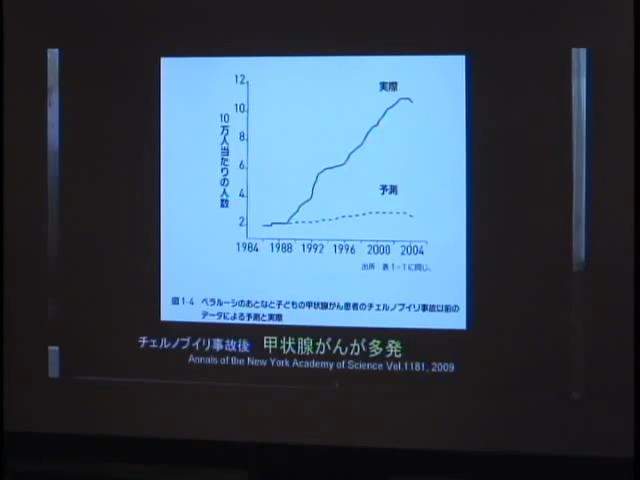 12
10
8
6
4
2
10万人当たりの人数
実際
予測
1984 1988 1992 1996 2000 2004
出所 表1-1に同じ。
図1-4 ベラルーシのおとなと子どもの甲状腺がん患者のチェルノブイリ事故以前の
データによる予測と実際
チェルノブイリ事故後 甲状腺がんが多発
Annals of the New York Academy of Science Vel.1181, 2009